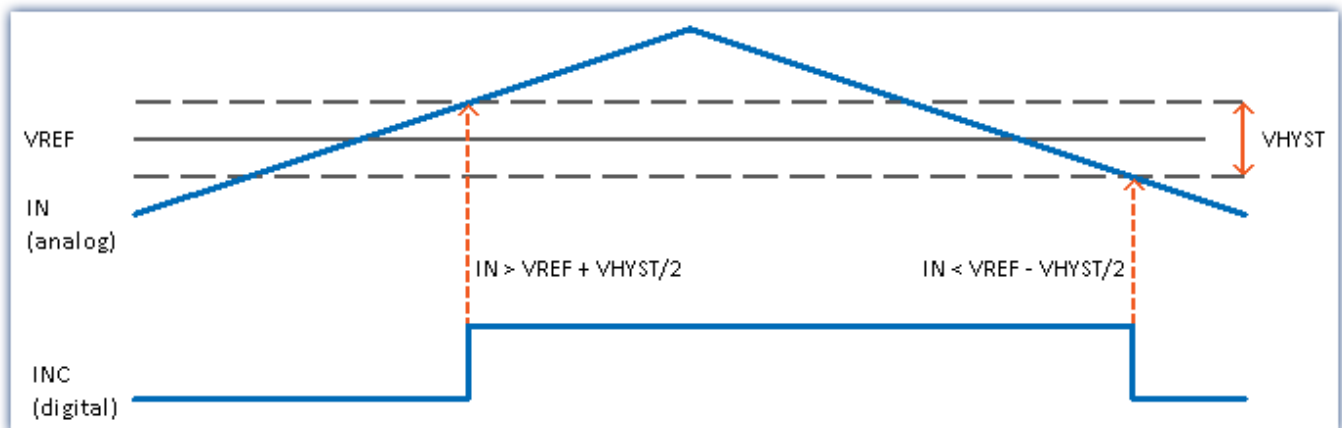 VREF
VHYST
IN
(analog)
IN > VREF + VHYST/2
IN < VREF - VHYST/2
INC
(digital)